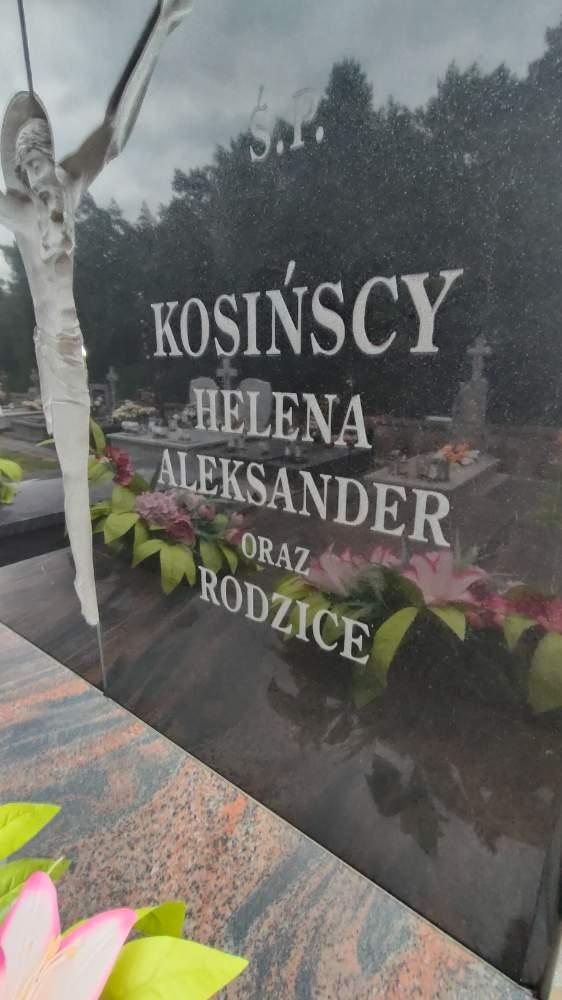 Ś.P.
KOSIŃSCY
HELENA
ALEKSANDER
ORAZ
RODZICE